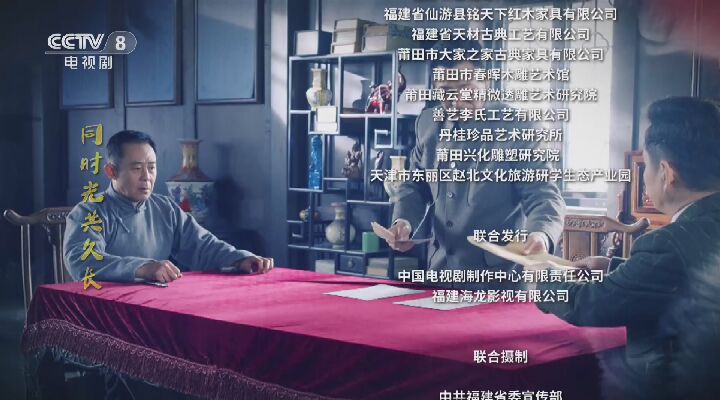 CCTV 8
电视剧
同时光共久长
福建省仙游县铭天下红木家具有限公司
福建省天材古典工艺有限公司
莆田市大家之家古典家具有限公司
莆田市春晖木雕艺术馆
莆田藏云堂精微透雕艺术研究院
善艺李氏工艺有限公司
丹桂珍品艺术研究所
莆田兴化雕塑研究院
天津市东丽区赵北文化旅游研学生态产业园
联合发行
中国电视剧制作中心有限责任公司
福建海龙影视有限公司
联合摄制
中共福建省委宣传部